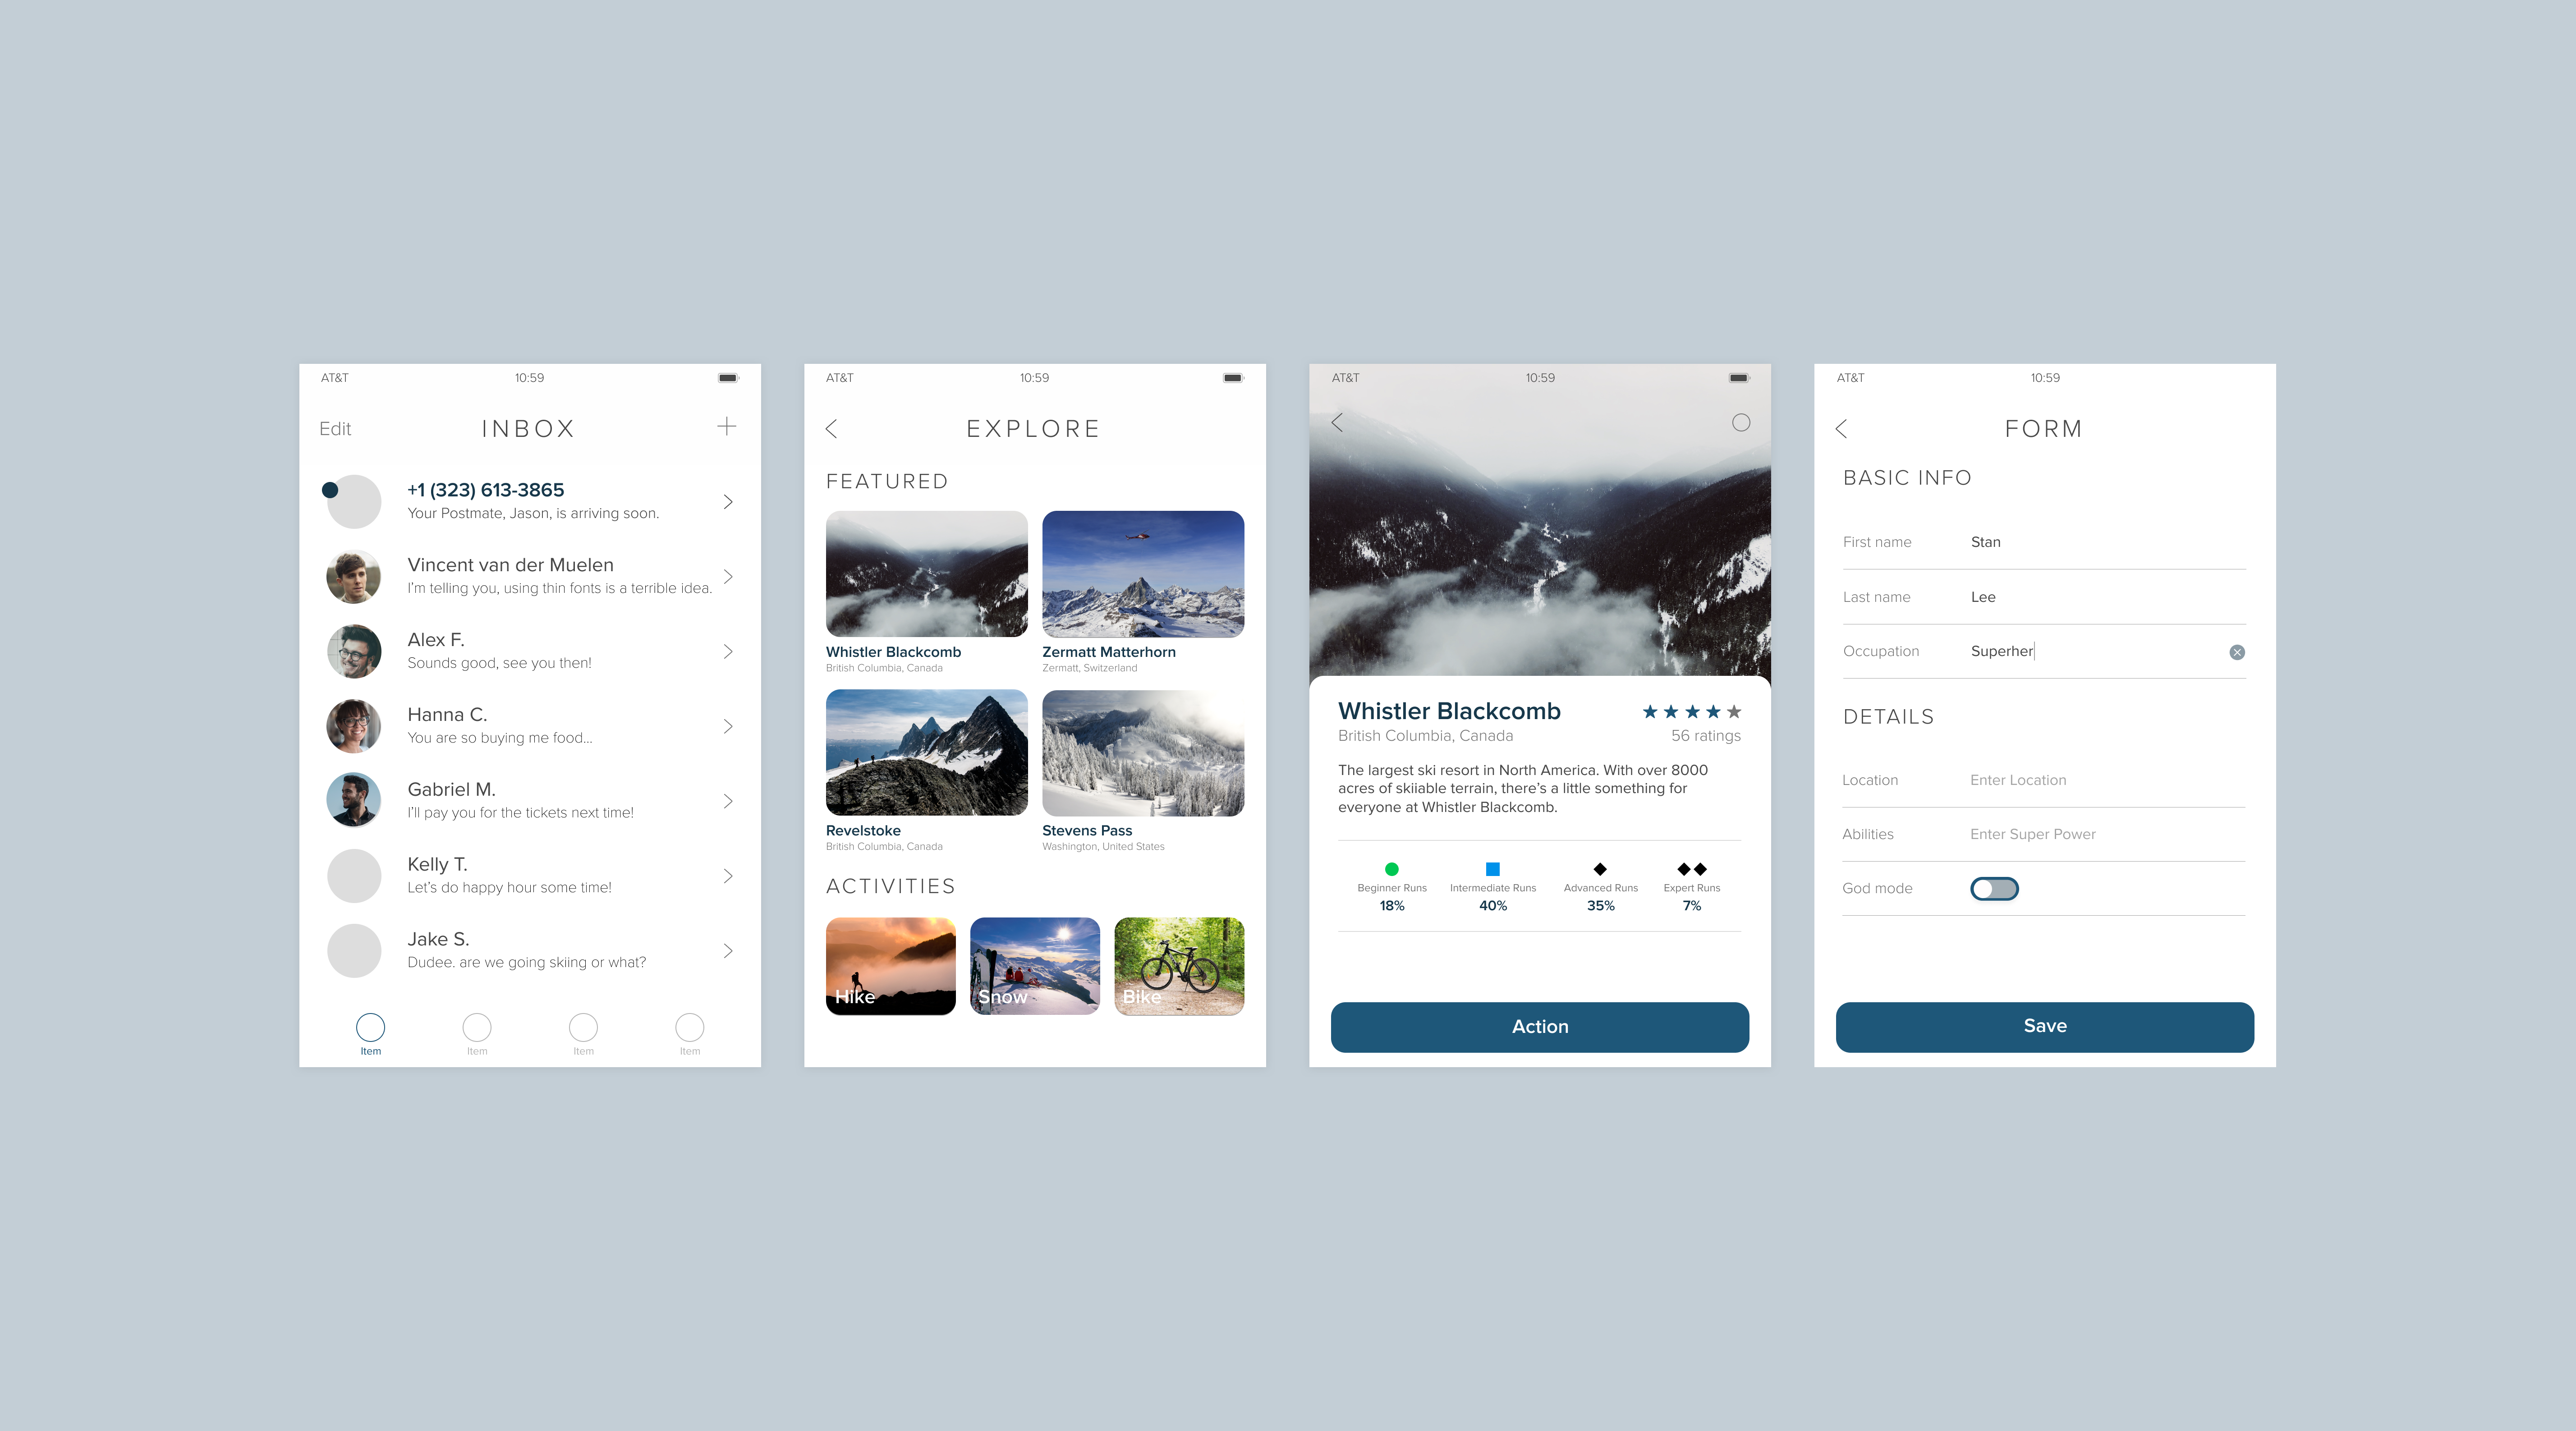 AT&T 10:59
Edit INBOX
+1 (323) 613-3865
Your Postmate, Jason, is arriving soon.
Vincent van der Muelen
I'm telling you, using thin fonts is a terrible idea.
Alex F.
Sounds good, see you then!
Hanna C.
You are so buying me food...
Gabriel M.
I'll pay you for the tickets next time!
Kelly T.
Let's do happy hour some time!
Jake S.
Dudee. are we going skiing or what?
Item Item Item Item
AT&T 10:59
EXPLORE
FEATURED
Whistler Blackcomb
British Columbia, Canada
Zermatt Matterhorn
Zermatt, Switzerland
Revelstoke
British Columbia, Canada
Stevens Pass
Washington, United States
ACTIVITIES
Hike Snow Bike
AT&T 10:59
Whistler Blackcomb
British Columbia, Canada 56 ratings
The largest ski resort in North America. With over 8000
acres of skiiable terrain, there's a little something for
everyone at Whistler Blackcomb.
Beginner Runs Intermediate Runs Advanced Runs Expert Runs
18% 40% 35% 7%
Action
AT&T 10:59
FORM
BASIC INFO
First name Stan
Last name Lee
Occupation Superher
DETAILS
Location Enter Location
Abilities Enter Super Power
God mode
Save